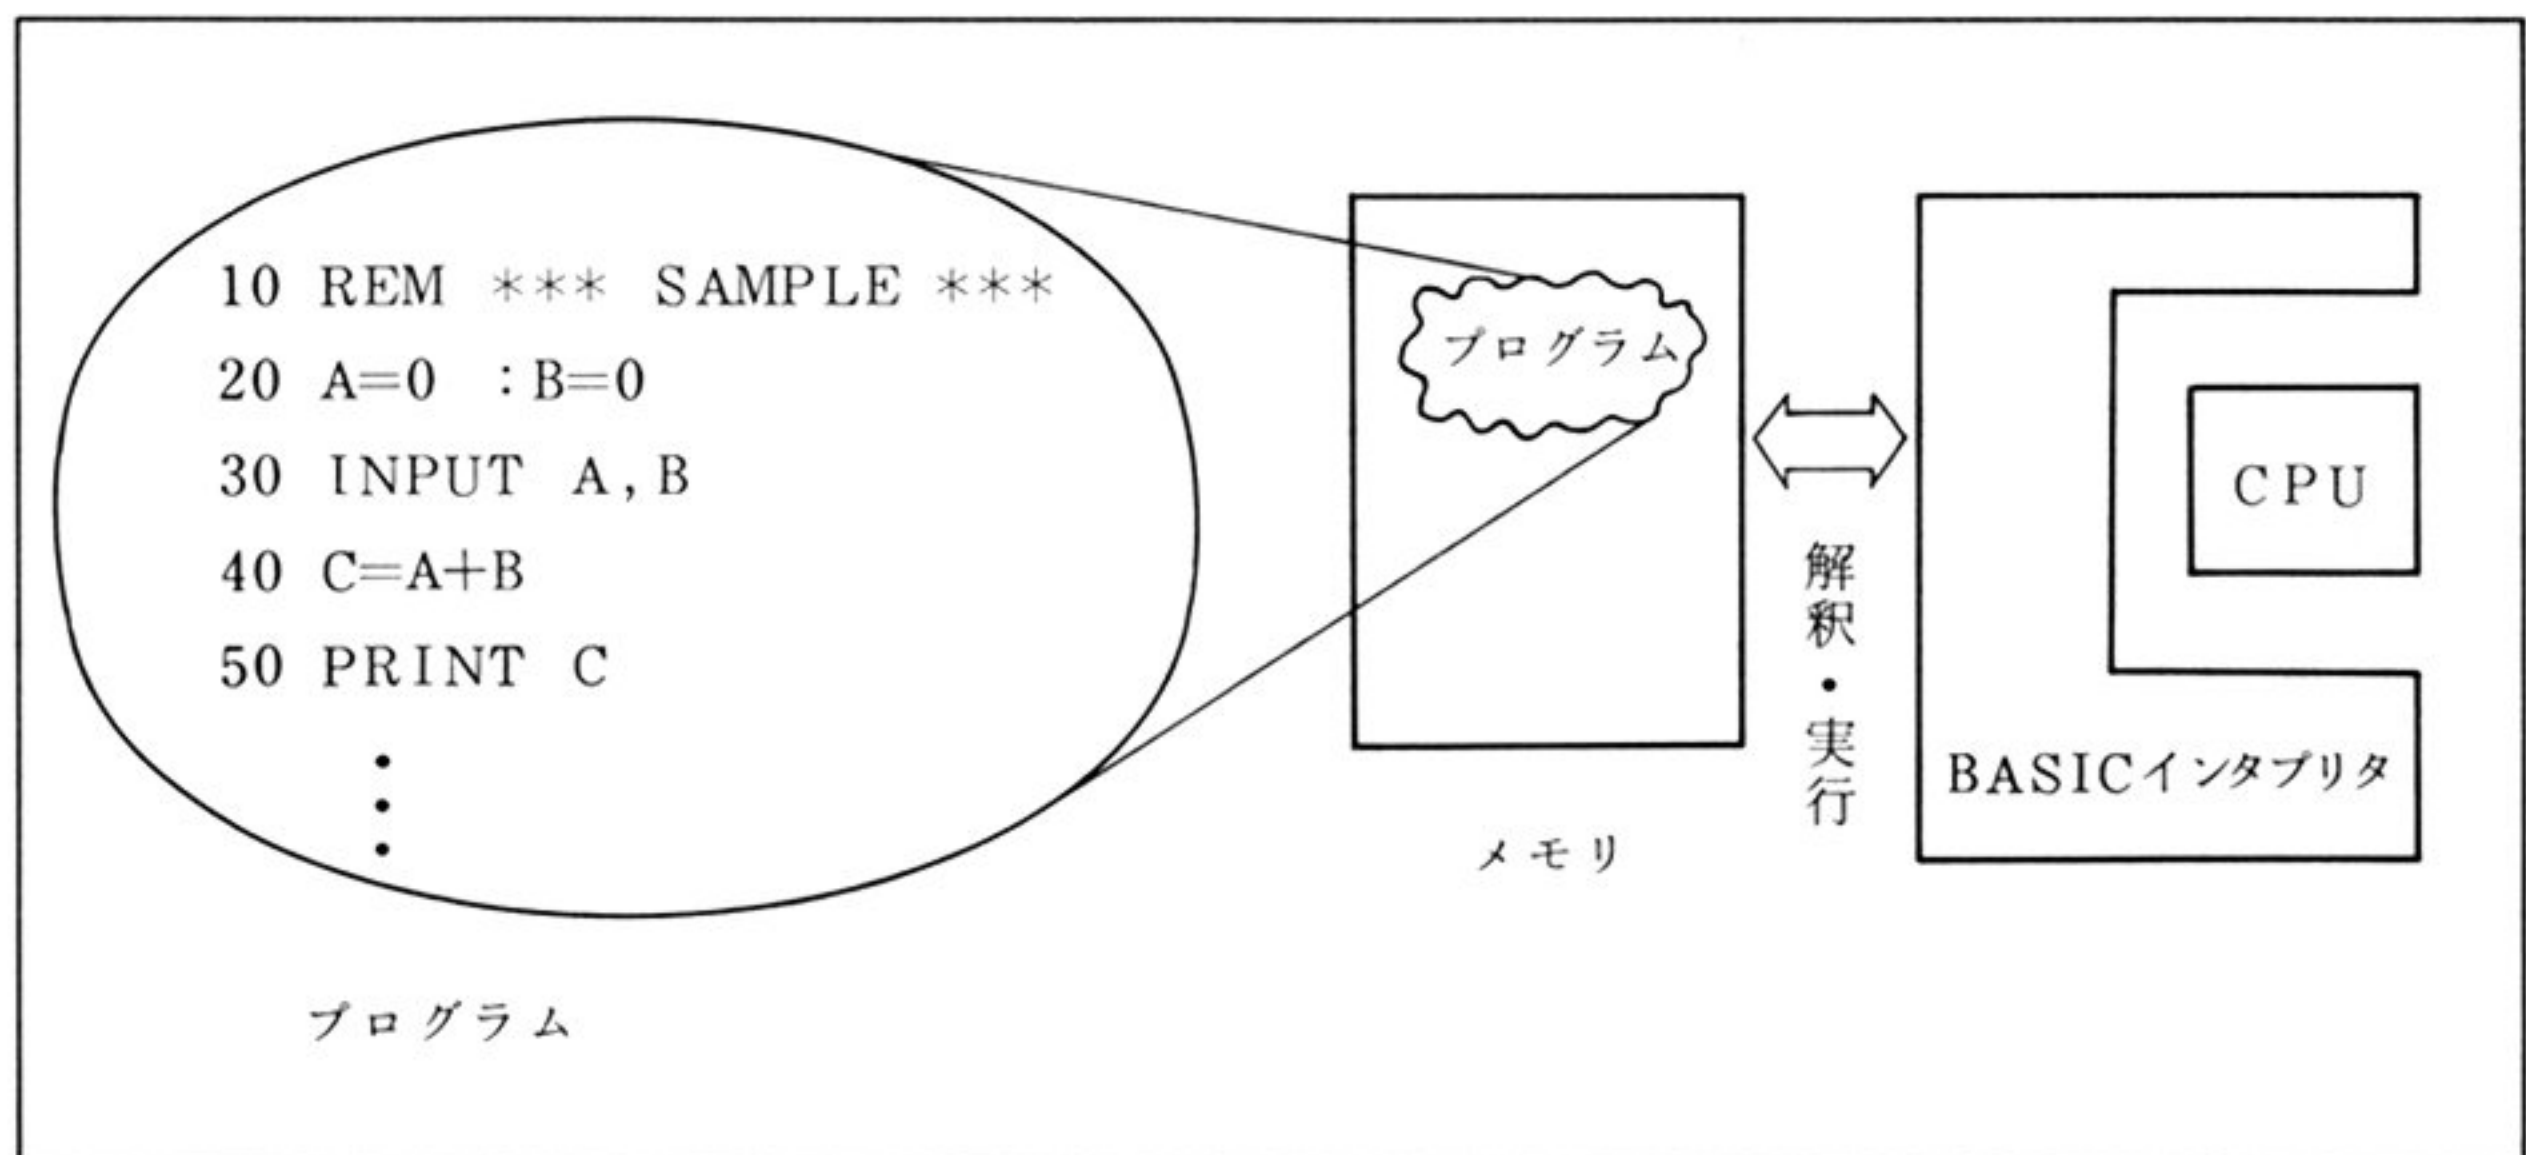 10 REM *** SAMPLE ***
20 A=0 :B=0
30 INPUT A,B
40 C=A+B
50 PRINT C
プログラム
プログラム
メモリ
解釈・実行
CPU
BASICインタプリタ